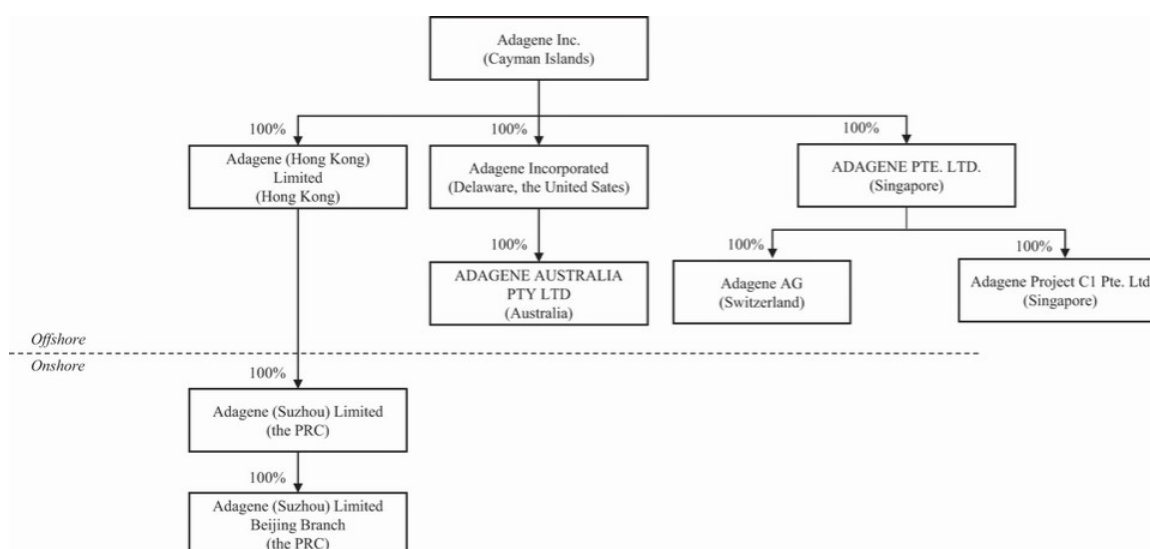 Adagene Inc.
(Cayman Islands)
100%
100%
100%
Adagene (Hong Kong)
Limited
(Hong Kong)
Adagene Incorporated
(Delaware, the United Sates)
ADAGENE PTE. LTD.
(Singapore)
100%
100%
100%
ADAGENE AUSTRALIA
PTY LTD
(Australia)
Adagene AG
(Switzerland)
Adagene Project C1 Pte. Ltd
(Singapore)
Offshore
Onshore
100%
Adagene (Suzhou) Limited
(the PRC)
100%
Adagene (Suzhou) Limited
Beijing Branch
(the PRC)